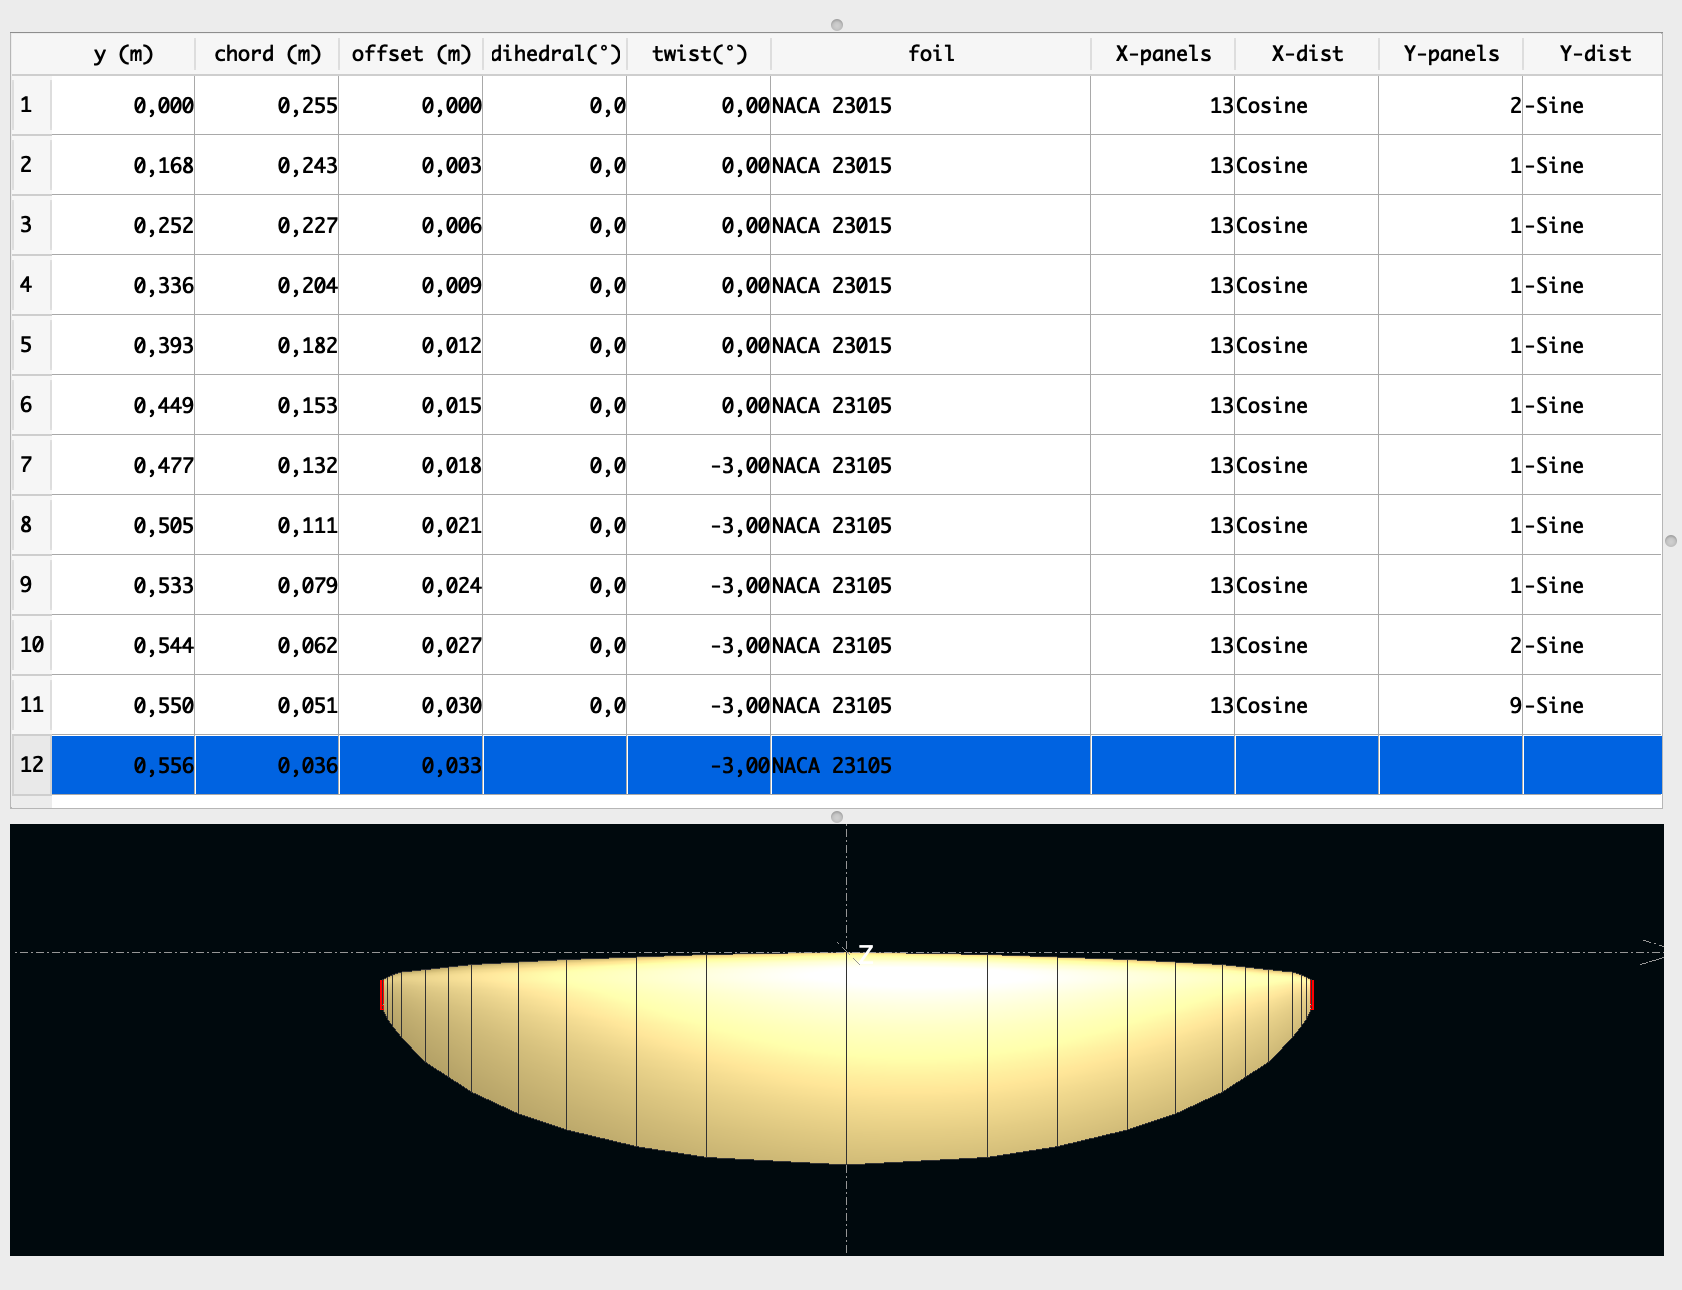 y (m) chord (m) offset (m) dihedral(°) twist(°) foil X-panels X-dist Y-panels Y-dist
1 0,000 0,255 0,000 0,0 0,00 NACA 23015 13 Cosine 2 -Sine
2 0,168 0,243 0,003 0,0 0,00 NACA 23015 13 Cosine 1 -Sine
3 0,252 0,227 0,006 0,0 0,00 NACA 23015 13 Cosine 1 -Sine
4 0,336 0,204 0,009 0,0 0,00 NACA 23015 13 Cosine 1 -Sine
5 0,393 0,182 0,012 0,0 0,00 NACA 23015 13 Cosine 1 -Sine
6 0,449 0,153 0,015 0,0 0,00 NACA 23105 13 Cosine 1 -Sine
7 0,477 0,132 0,018 0,0 -3,00 NACA 23105 13 Cosine 1 -Sine
8 0,505 0,111 0,021 0,0 -3,00 NACA 23105 13 Cosine 1 -Sine
9 0,533 0,079 0,024 0,0 -3,00 NACA 23105 13 Cosine 1 -Sine
10 0,544 0,062 0,027 0,0 -3,00 NACA 23105 13 Cosine 2 -Sine
11 0,550 0,051 0,030 0,0 -3,00 NACA 23105 13 Cosine 9 -Sine
12 0,556 0,036 0,033 -3,00 NACA 23105